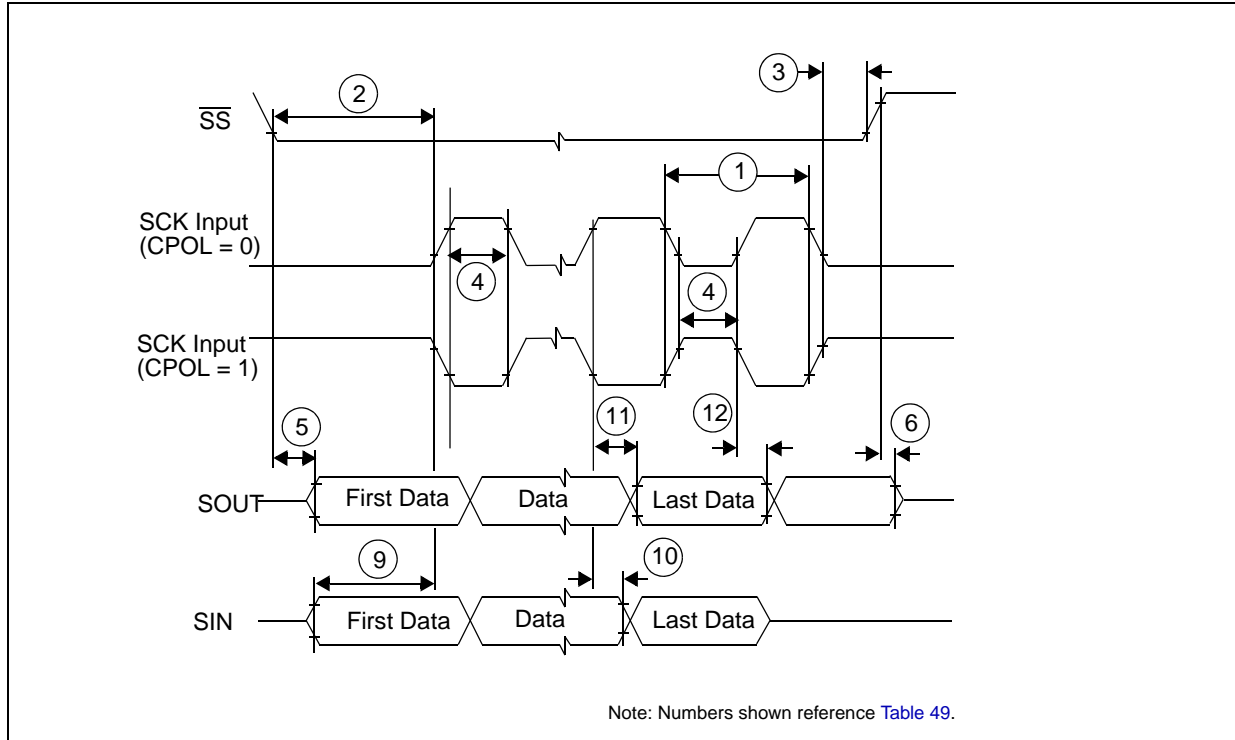 2
3
SS
1
SCK Input
(CPOL = 0)
4
4
SCK Input
(CPOL = 1)
5
11
12
6
SOUT
First Data
Data
Last Data
9
10
SIN
First Data
Data
Last Data
Note: Numbers shown reference Table 49.